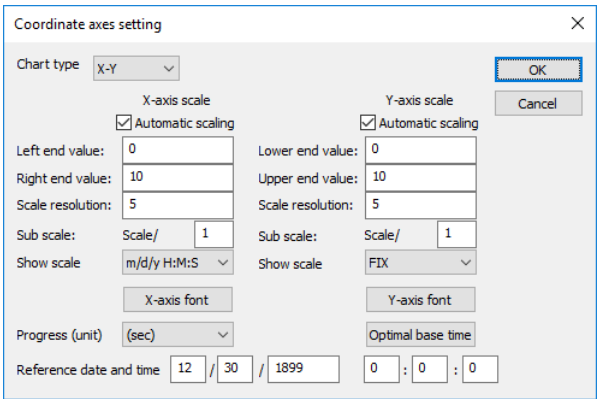 Coordinate axes setting
Chart type X-Y OK
X-axis scale Y-axis scale Cancel
Automatic scaling Automatic scaling
Left end value: 0 Lower end value: 0
Right end value: 10 Upper end value: 10
Scale resolution: 5 Scale resolution: 5
Sub scale: Scale/ 1 Sub scale: Scale/ 1
Show scale m/d/y H:M:S Show scale FIX
X-axis font Y-axis font
Progress (unit) (sec) Optimal base time
Reference date and time 12 / 30 / 1899 0 : 0 : 0